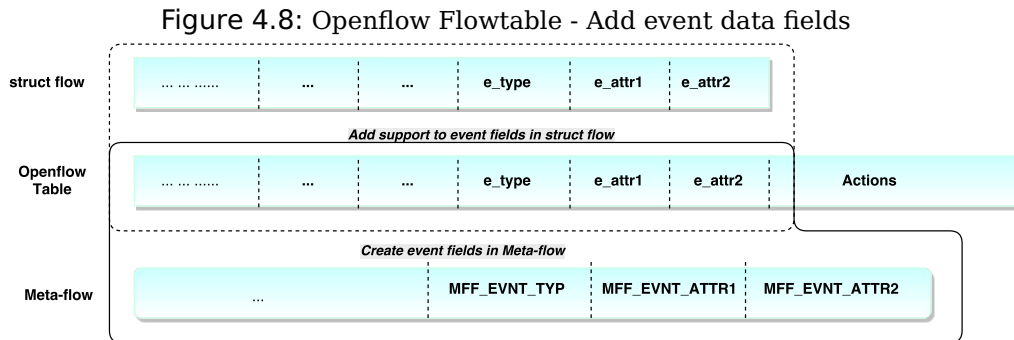 Figure 4.8: Openflow Flowtable - Add event data fields
struct flow ... ... ...... ... ... e_type e_attr1 e_attr2
Add support to event fields in struct flow
Openflow
Table
... ... ...... ... ... e_type e_attr1 e_attr2 Actions
Create event fields in Meta-flow
Meta-flow ... MFF_EVNT_TYP MFF_EVNT_ATTR1 MFF_EVNT_ATTR2